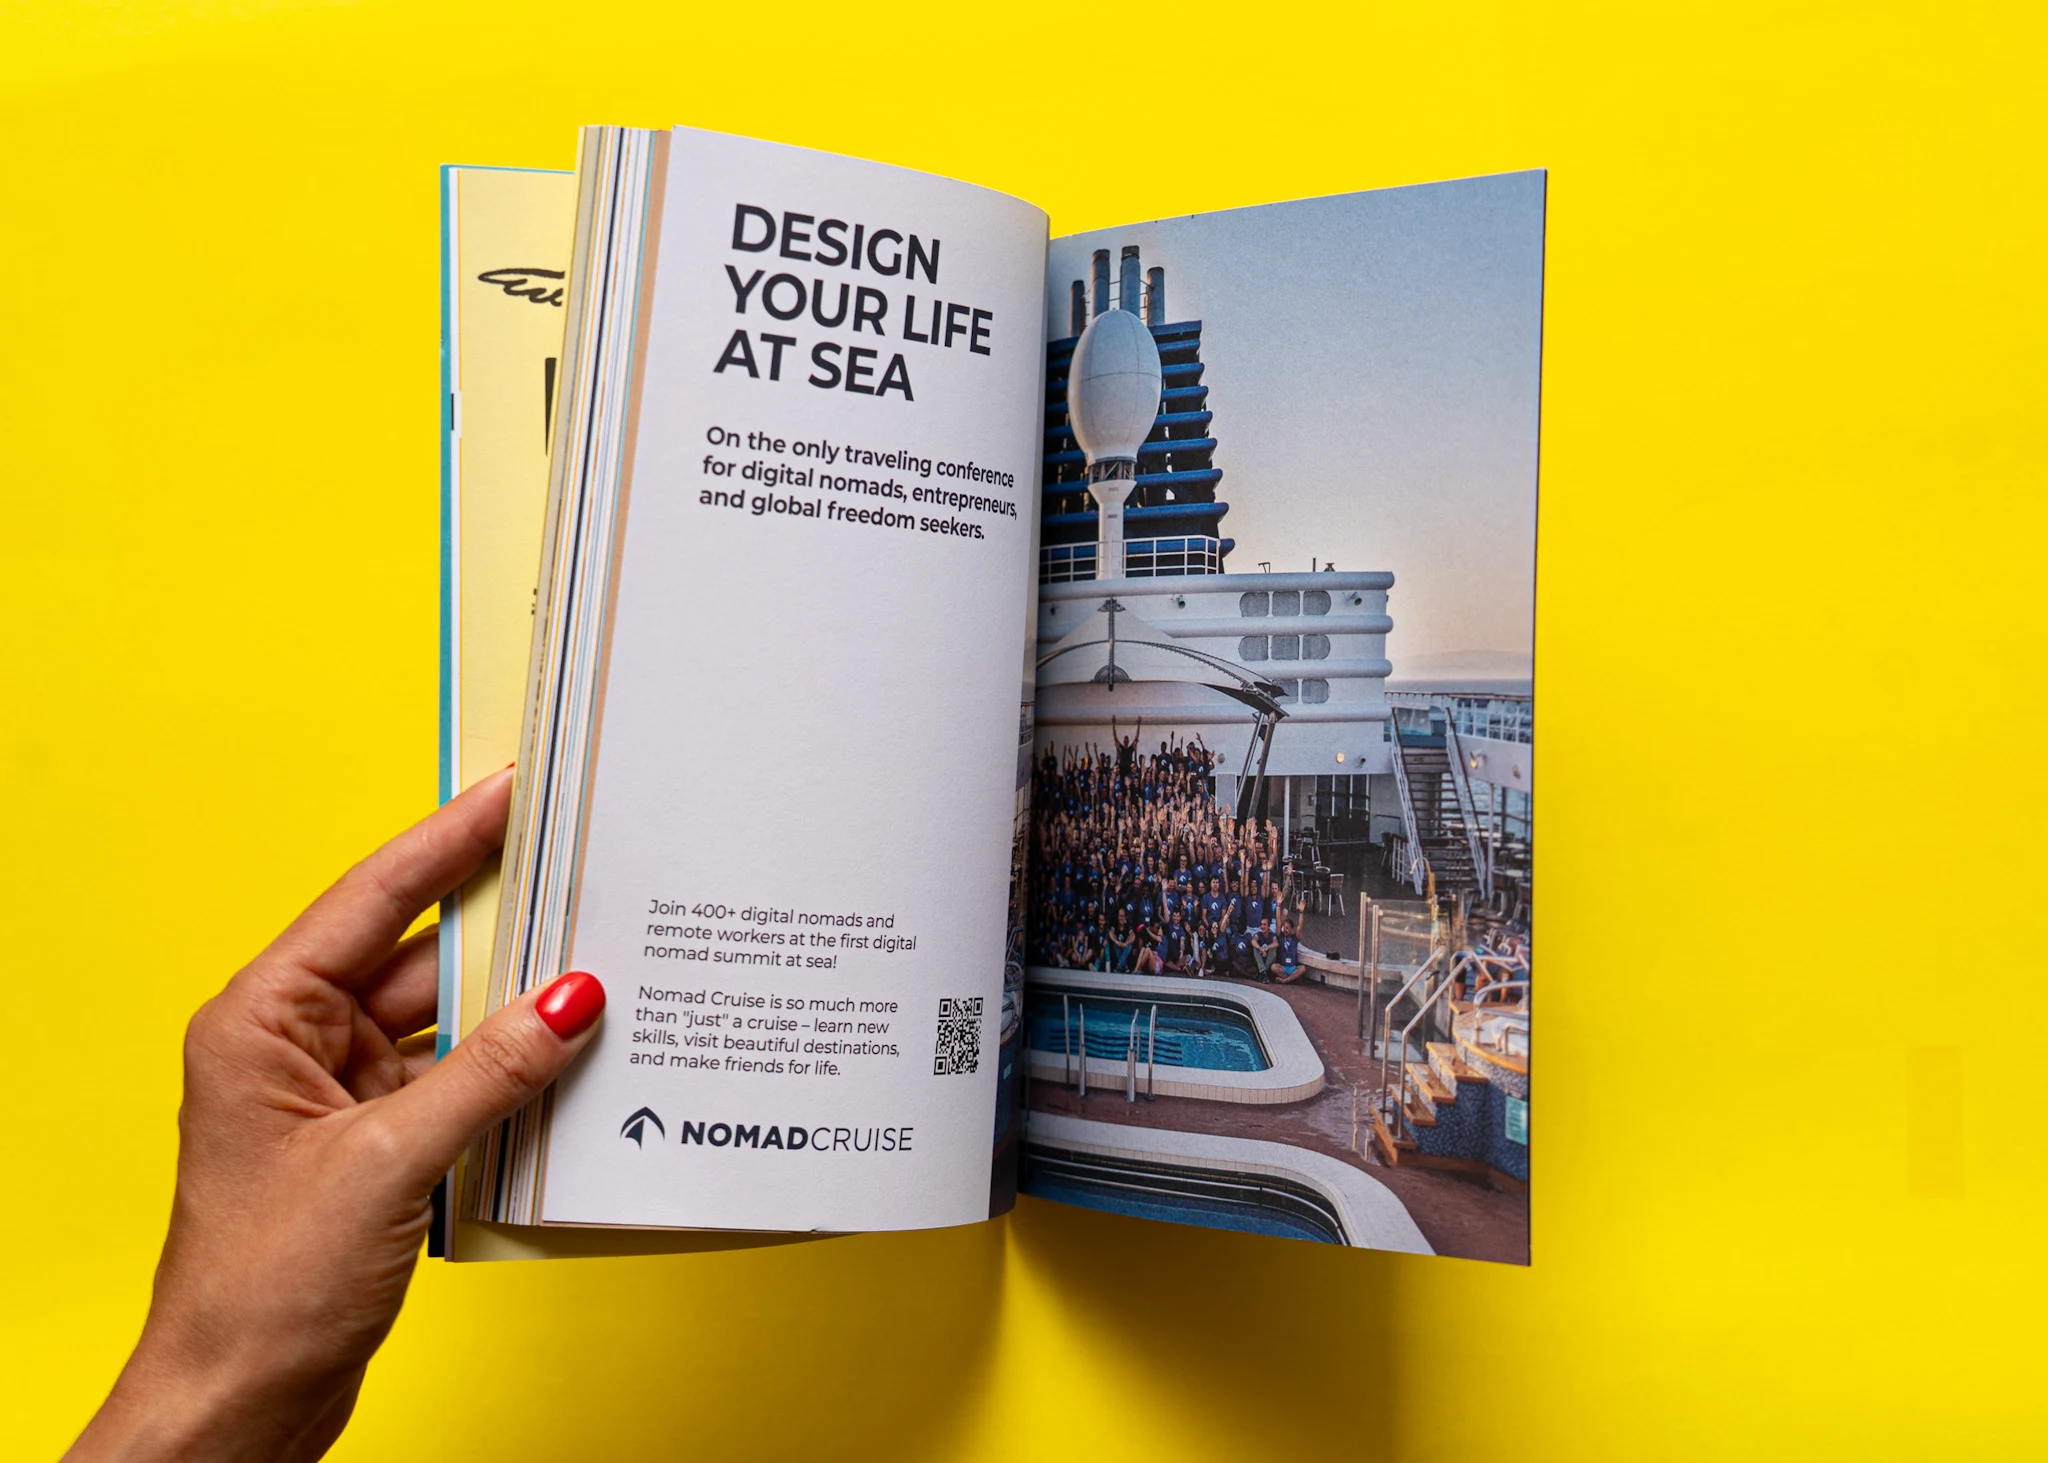 DESIGN
YOUR LIFE
AT SEA
On the only traveling conference
for digital nomads, entrepreneurs,
and global freedom seekers.
Join 400+ digital nomads and
remote workers at the first digital
nomad summit at sea!
Nomad Cruise is so much more
than "just" a cruise – learn new
skills, visit beautiful destinations,
and make friends for life.
NOMADCRUISE